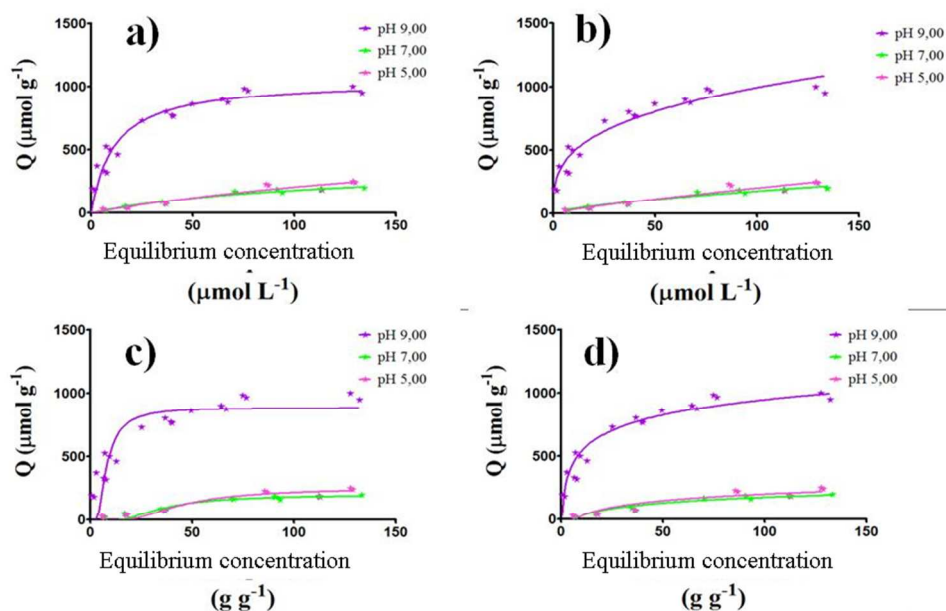 a)
1500
1000
500
0
Q (μmol g⁻¹)
pH 9,00
pH 7,00
pH 5,00
0 50 100 150
Equilibrium concentration
(μmol L⁻¹)
b)
1500
1000
500
0
Q (μmol g⁻¹)
pH 9,00
pH 7,00
pH 5,00
0 50 100 150
Equilibrium concentration
(μmol L⁻¹)
c)
1500
1000
500
0
Q (μmol g⁻¹)
pH 9,00
pH 7,00
pH 5,00
0 50 100 150
Equilibrium concentration
(g g⁻¹)
d)
1500
1000
500
0
Q (μmol g⁻¹)
pH 9,00
pH 7,00
pH 5,00
0 50 100 150
Equilibrium concentration
(g g⁻¹)